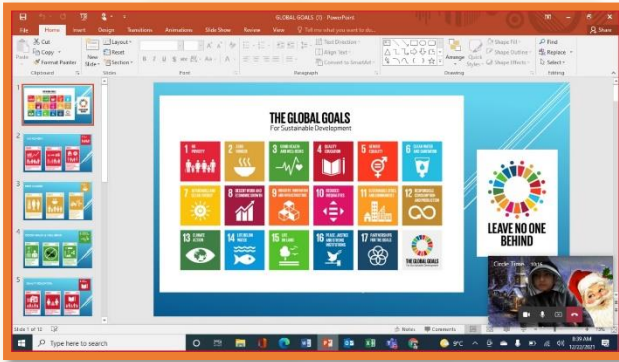 GLOBAL GOALS (1) - PowerPoint
File Home Insert Design Transitions Animations Slide Show Review View Tell me what you want to do...
Share
Paste
Cut
Copy
Format Painter
Clipboard
New Slide
Layout
Reset
Section
Slides
Font
Text Direction
Align Text
Convert to SmartArt
Paragraph
Arrange
Quick Styles
Shape Fill
Shape Effects
Drawing
Find
Replace
Select
Editing
1
2
3
4
5
THE GLOBAL GOALS
For Sustainable Development
1 NO POVERTY
2 ZERO HUNGER
3 GOOD HEALTH AND WELL-BEING
4 QUALITY EDUCATION
5 GENDER EQUALITY
6 CLEAN WATER AND SANITATION
7 AFFORDABLE AND CLEAN ENERGY
8 DECENT WORK AND ECONOMIC GROWTH
9 INDUSTRY, INNOVATION AND INFRASTRUCTURE
10 REDUCED INEQUALITIES
11 SUSTAINABLE CITIES AND COMMUNITIES
12 RESPONSIBLE CONSUMPTION AND PRODUCTION
13 CLIMATE ACTION
14 LIFE BELOW WATER
15 LIFE ON LAND
16 PEACE, JUSTICE AND STRONG INSTITUTIONS
17 PARTNERSHIPS FOR THE GOALS
THE GLOBAL GOALS
LEAVE NO ONE
BEHIND
Circle Time
Slide 1 of 12
Notes
Comments
Type here to search
9°C
8:39 AM
12/22/2021